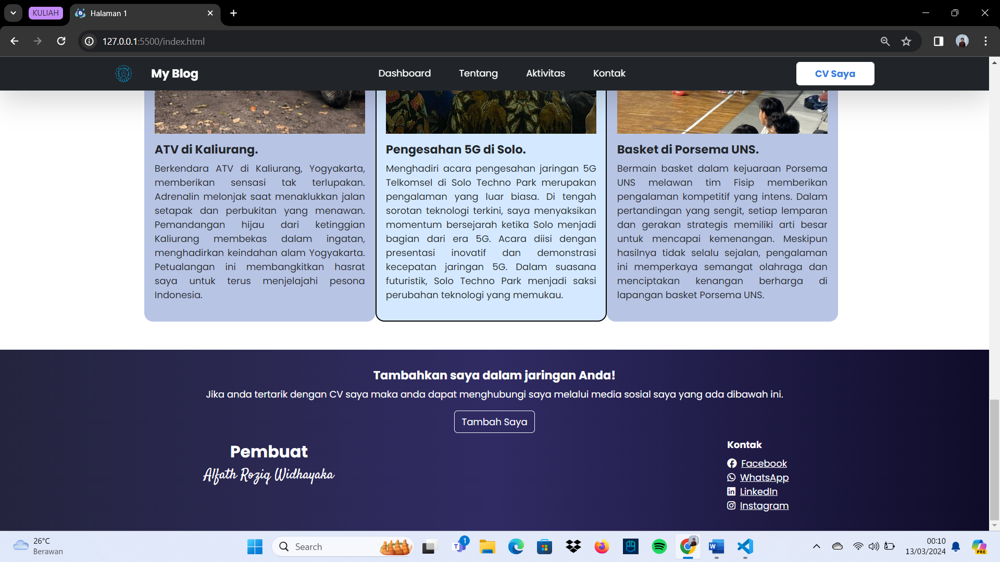 KULIAH
Halaman 1
127.0.0.1:5500/index.html
My Blog
Dashboard
Tentang
Aktivitas
Kontak
CV Saya
ATV di Kaliurang.
Berkendara ATV di Kaliurang, Yogyakarta,
memberikan sensasi tak terlupakan.
Adrenalin melonjak saat menaklukkan jalan
setapak dan perbukitan yang menawan.
Pemandangan hijau dari ketinggian
Kaliurang membekas dalam ingatan,
menghadirkan keindahan alam Yogyakarta.
Petualangan ini membangkitkan hasrat
saya untuk terus menjelajahi pesona
Indonesia.
Pengesahan 5G di Solo.
Menghadiri acara pengesahan jaringan 5G
Telkomsel di Solo Techno Park merupakan
pengalaman yang luar biasa. Di tengah
sorotan teknologi terkini, saya menyaksikan
momentum bersejarah ketika Solo menjadi
bagian dari era 5G. Acara diisi dengan
presentasi inovatif dan demonstrasi
kecepatan jaringan 5G. Dalam suasana
futuristik, Solo Techno Park menjadi saksi
perubahan teknologi yang memukau.
Basket di Porsema UNS.
Bermain basket dalam kejuaraan Porsema
UNS melawan tim Fisip memberikan
pengalaman kompetitif yang intens. Dalam
pertandingan yang sengit, setiap lemparan
dan gerakan strategis memiliki arti besar
untuk mencapai kemenangan. Meskipun
hasilnya tidak selalu sejalan, pengalaman
ini memperkaya semangat olahraga dan
menciptakan kenangan berharga di
lapangan basket Porsema UNS.
Tambahkan saya dalam jaringan Anda!
Jika anda tertarik dengan CV saya maka anda dapat menghubungi saya melalui media sosial saya yang ada dibawah ini.
Tambah Saya
Pembuat
Alfath Roziq Widhayaka
Kontak
Facebook
WhatsApp
LinkedIn
Instagram
26°C
Berawan
Search
1
00:10
13/03/2024
PRE